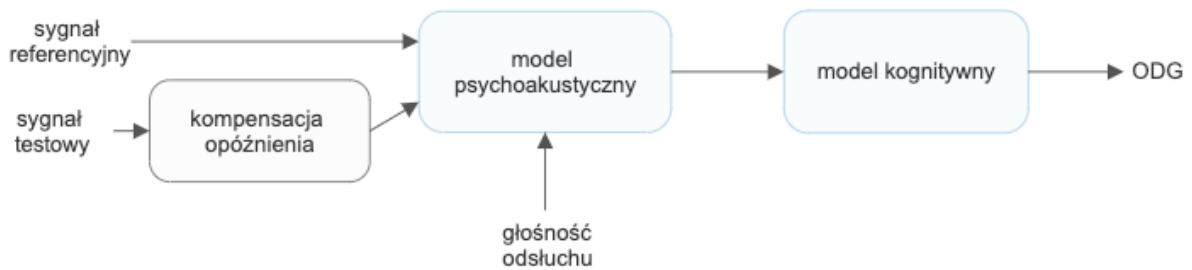 sygnał
referencyjny
sygnał
testowy
kompensacja
opóźnienia
model
psychoakustyczny
głośność
odsłuchu
model kognitywny
ODG